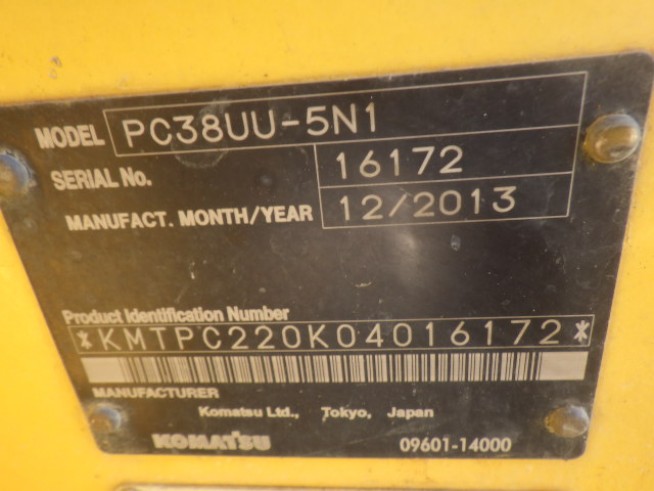 MODEL PC38UU-5N1
SERIAL No. 16172
MANUFACT. MONTH/YEAR 12/2013
Product Identification Number
*KMTPC220K04016172*
MANUFACTURER
Komatsu Ltd., Tokyo, Japan
KOMATSU 09601-14000